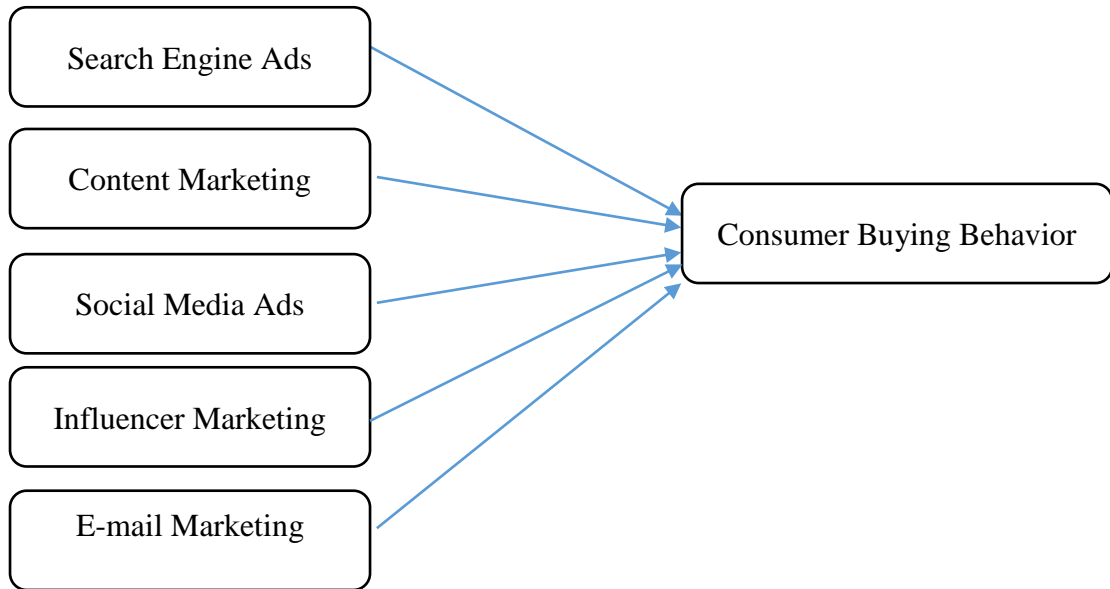 Search Engine Ads
Content Marketing
Social Media Ads
Influencer Marketing
E-mail Marketing
Consumer Buying Behavior